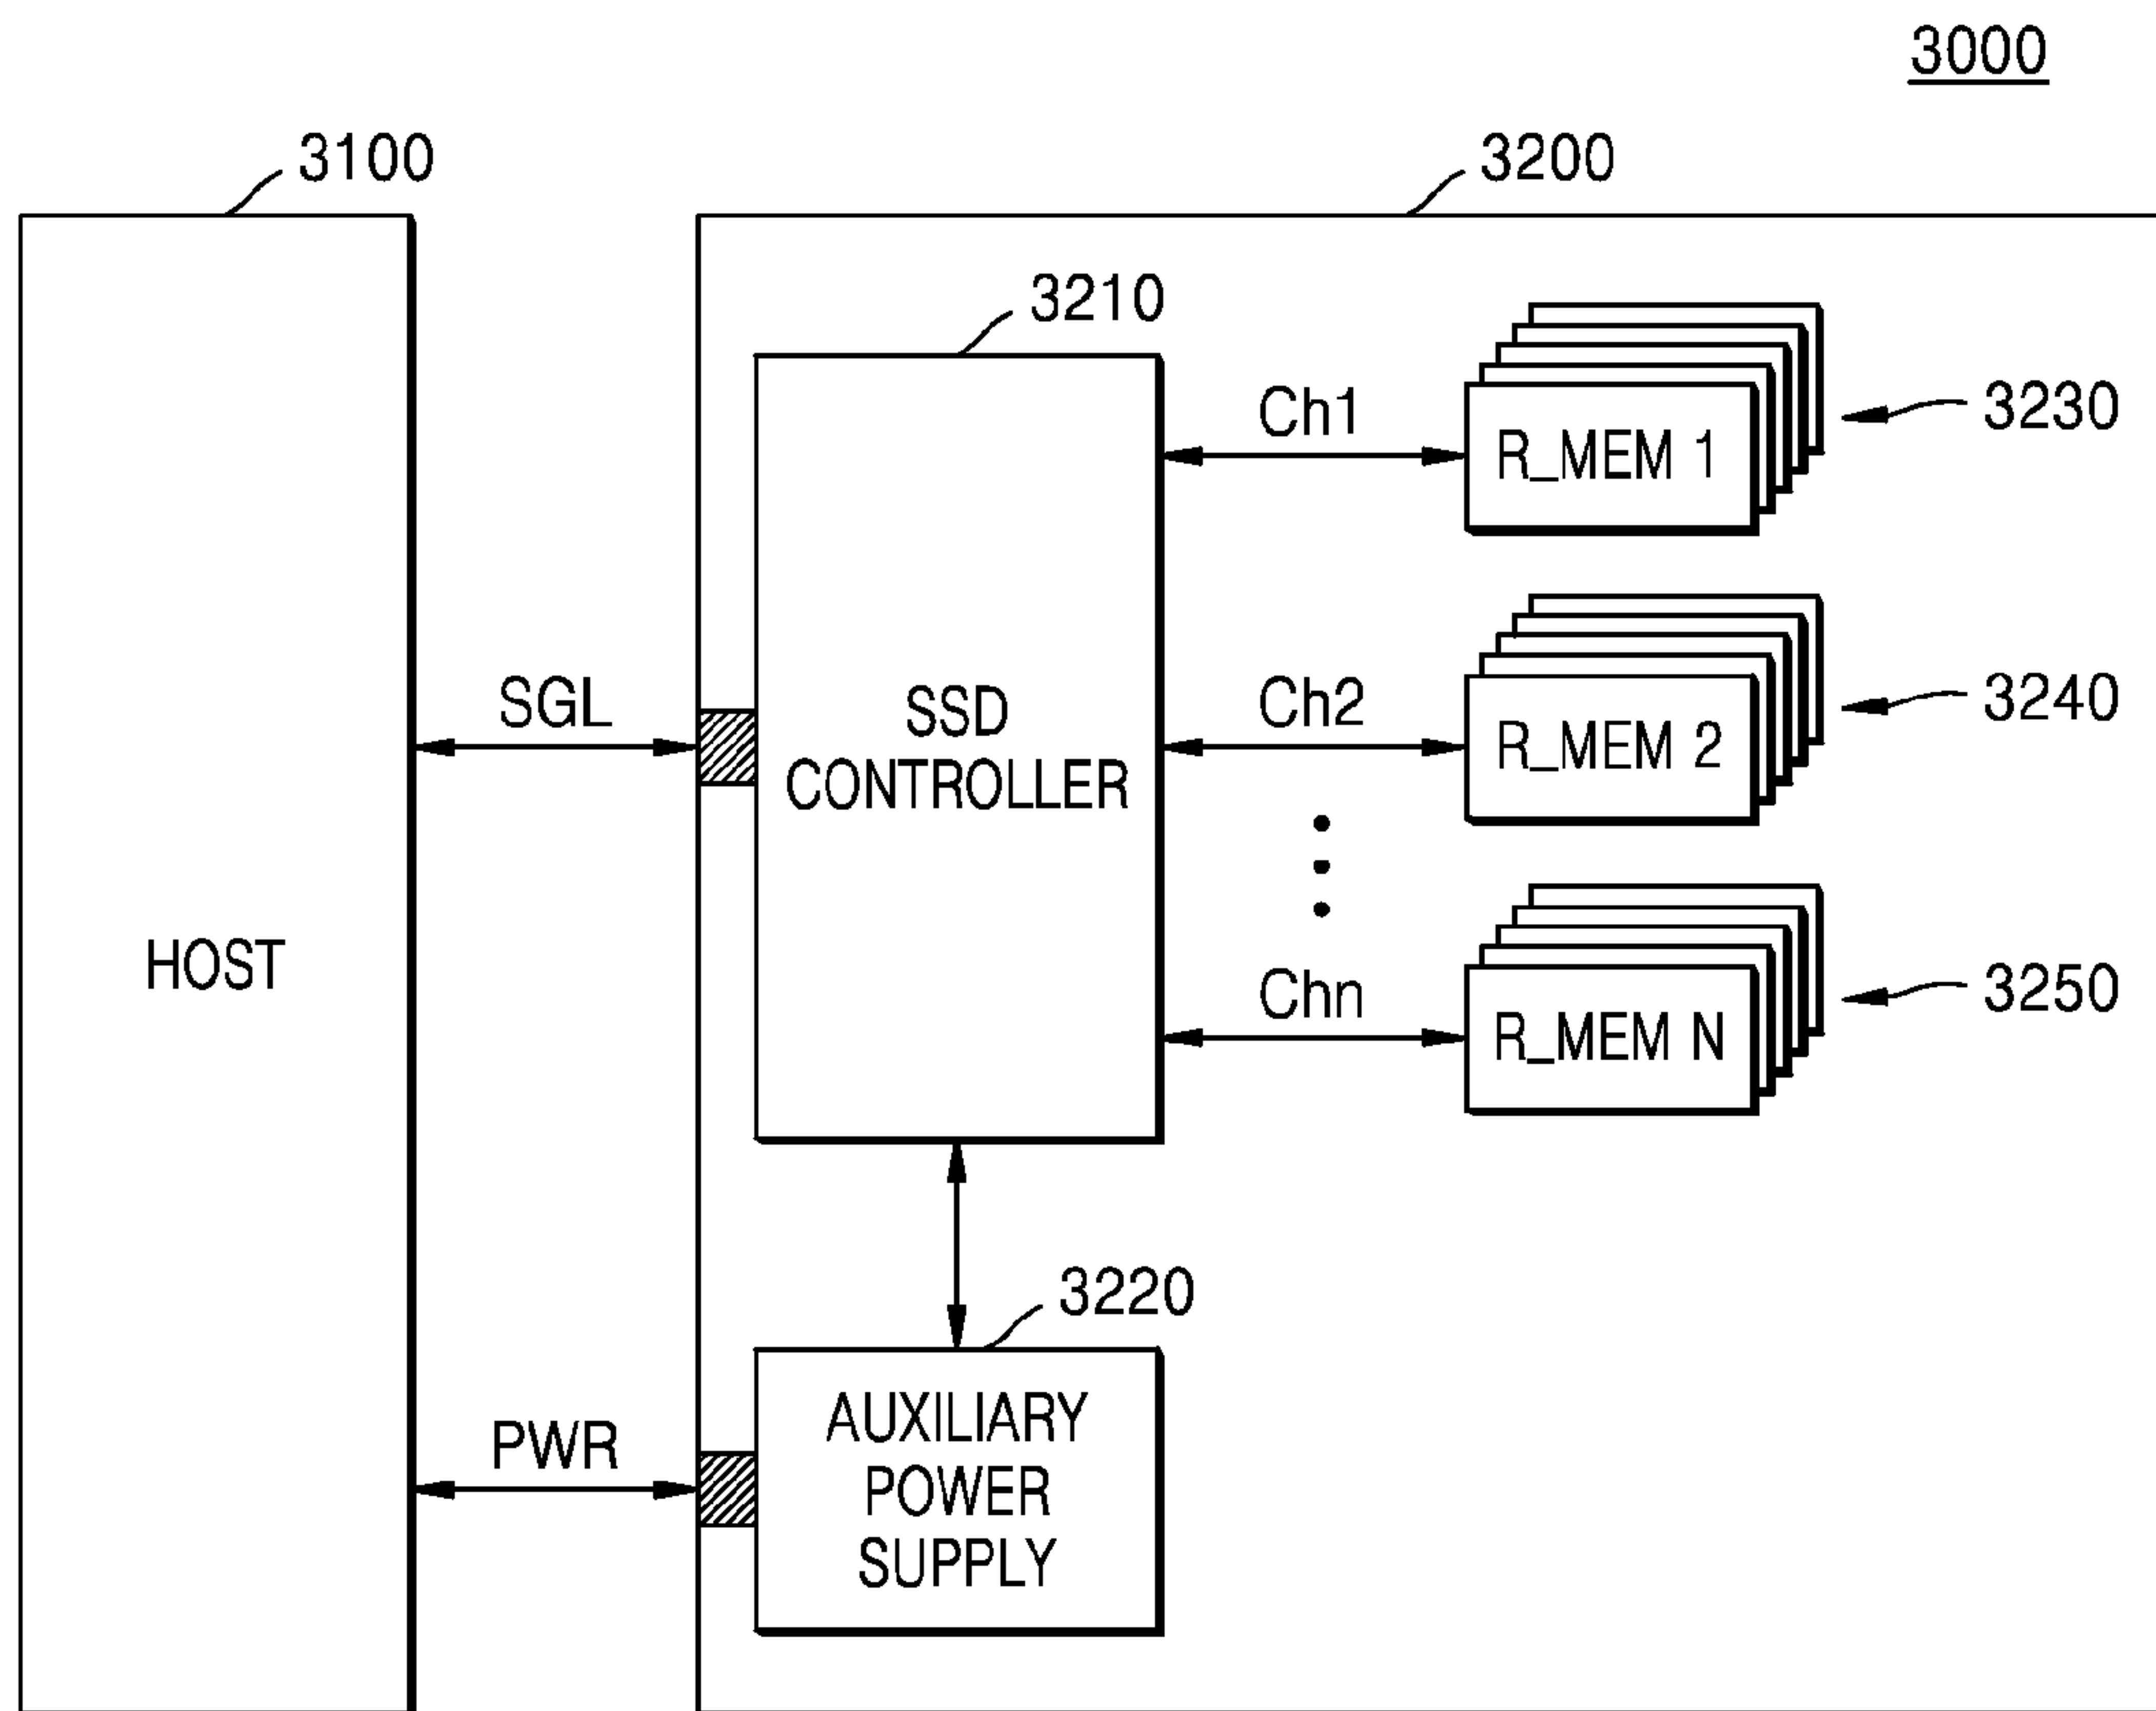 3000
3100
3200
3210
Ch1
R_MEM 1
3230
SGL
SSD
CONTROLLER
Ch2
R_MEM 2
3240
HOST
Chn
R_MEM N
3250
3220
PWR
AUXILIARY
POWER
SUPPLY